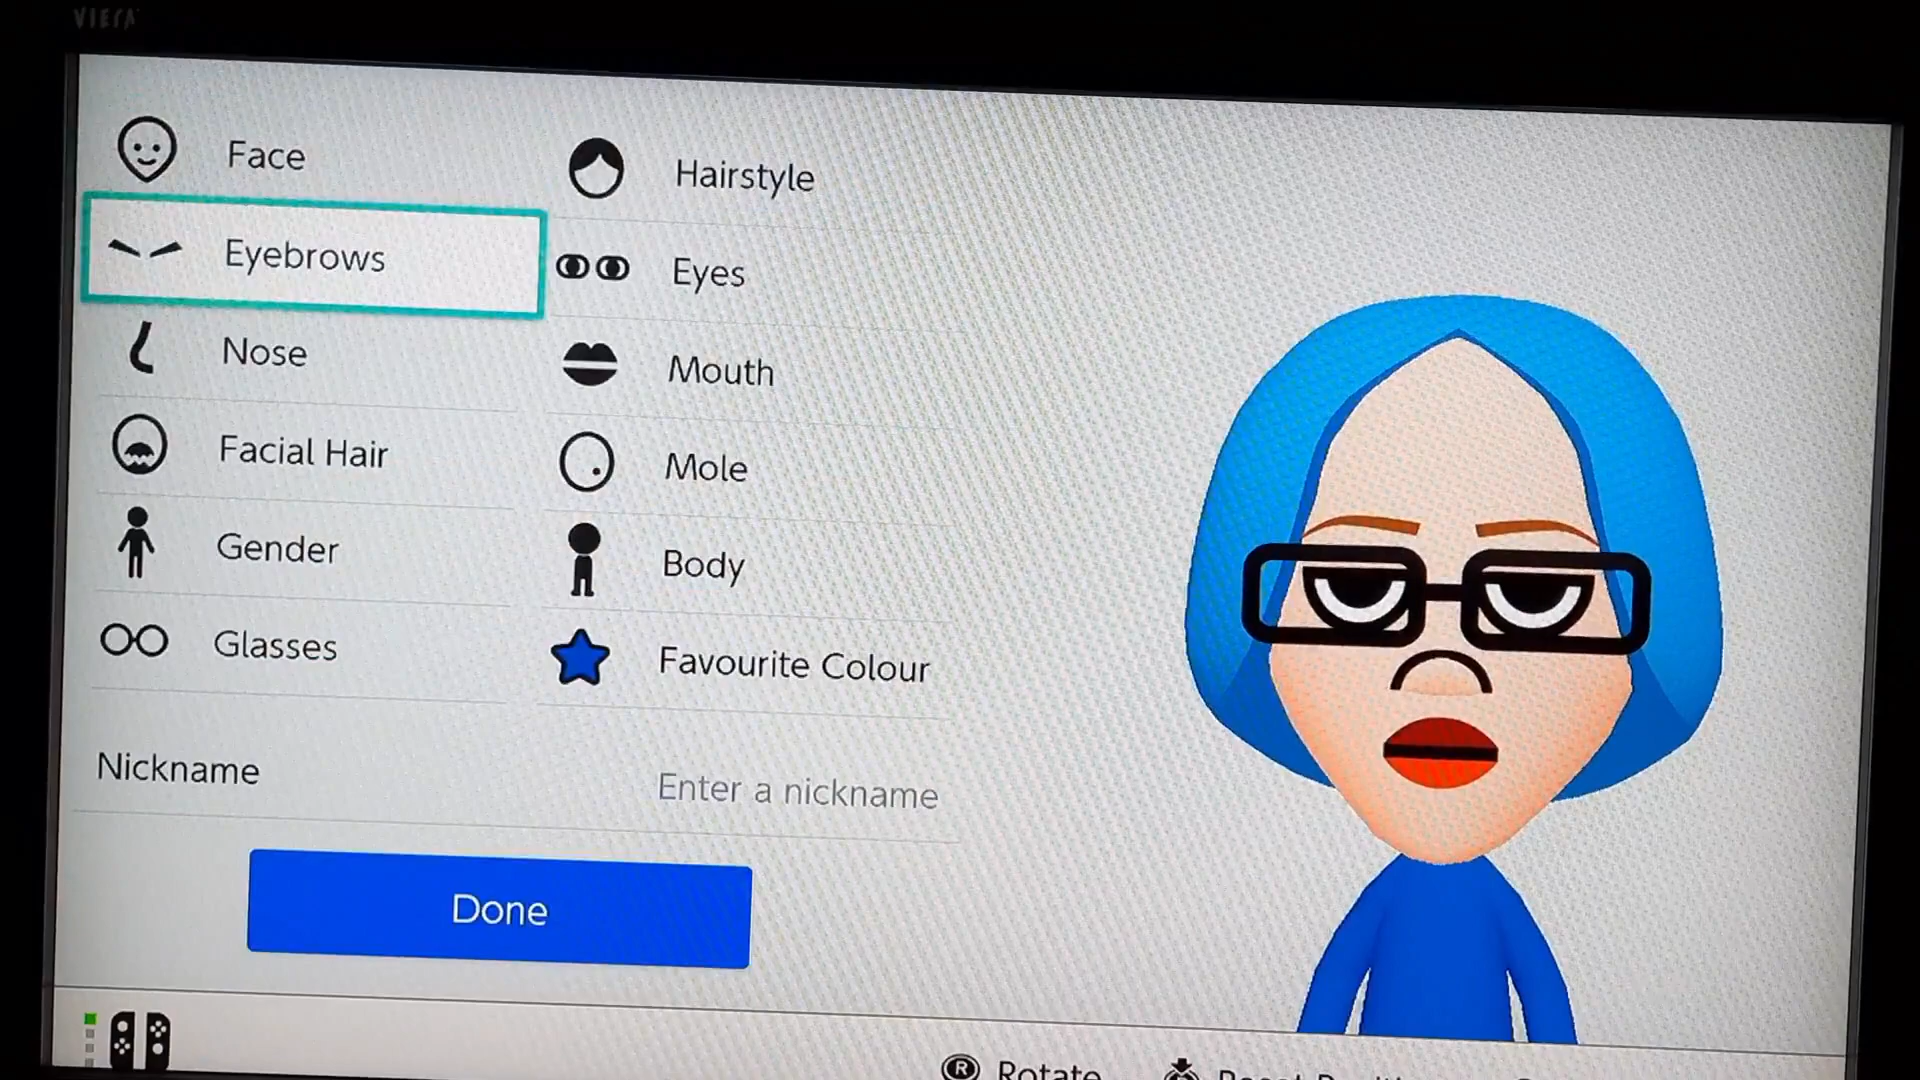 VIERA
Face
Hairstyle
Eyebrows
Eyes
Nose
Mouth
Facial Hair
Mole
Gender
Body
Glasses
Favourite Colour
Nickname
Enter a nickname
Done
R Rotate